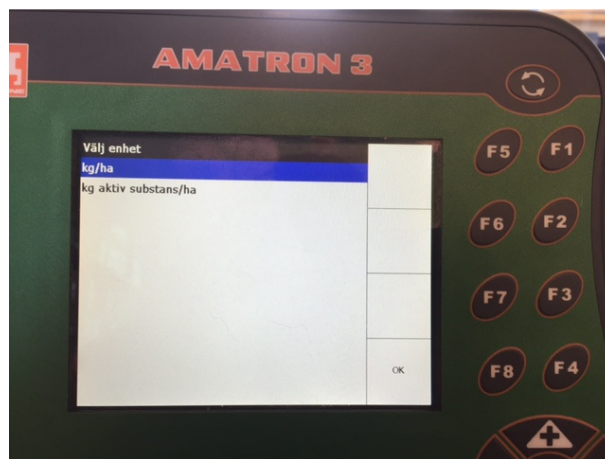 AMATRON 3
Välj enhet
kg/ha
kg aktiv substans/ha
OK
F5 F1
F6 F2
F7 F3
F8 F4